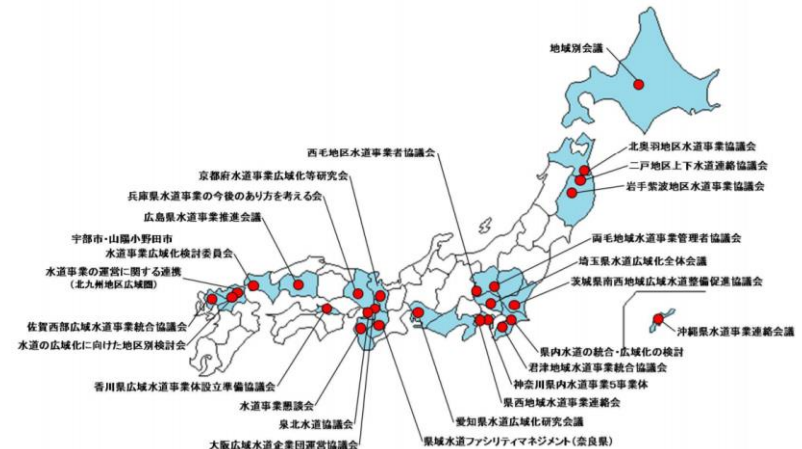 地域別会議
北奥羽地区水道事業協議会
西毛地区水道事業者協議会
二戸地区上下水道連絡協議会
京都府水道事業広域化等研究会
岩手紫波地区水道事業協議会
兵庫県水道事業の今後のあり方を考える会
広島県水道事業推進会議
宇部市・山陽小野田市
水道事業広域化検討委員会
両毛地域水道事業管理者協議会
埼玉県水道広域化全体会議
水道事業の運営に関する連携
(北九州地区広域圏)
茨城県南西地域広域水道整備促進協議会
佐賀西部広域水道事業統合協議会
沖縄県水道事業連絡会議
水道の広域化に向けた地区別検討会
県内水道の統合・広域化の検討
君津地域水道事業統合協議会
香川県広域水道事業体設立準備協議会
神奈川県内水道事業5事業体
水道事業懇談会
県西地域水道事業連絡会
泉北水道協議会
愛知県水道広域化研究会議
大阪広域水道企業団運営協議会
県域水道ファシリティマネジメント(奈良県)